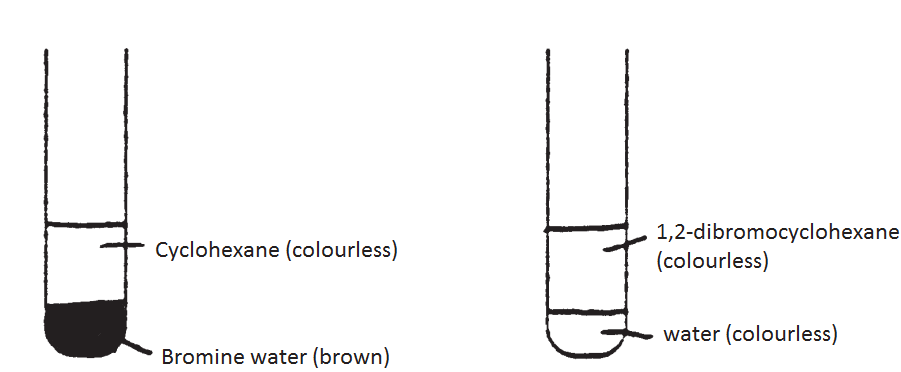 Cyclohexane (colourless)
Bromine water (brown)
1,2-dibromocyclohexane
(colourless)
water (colourless)